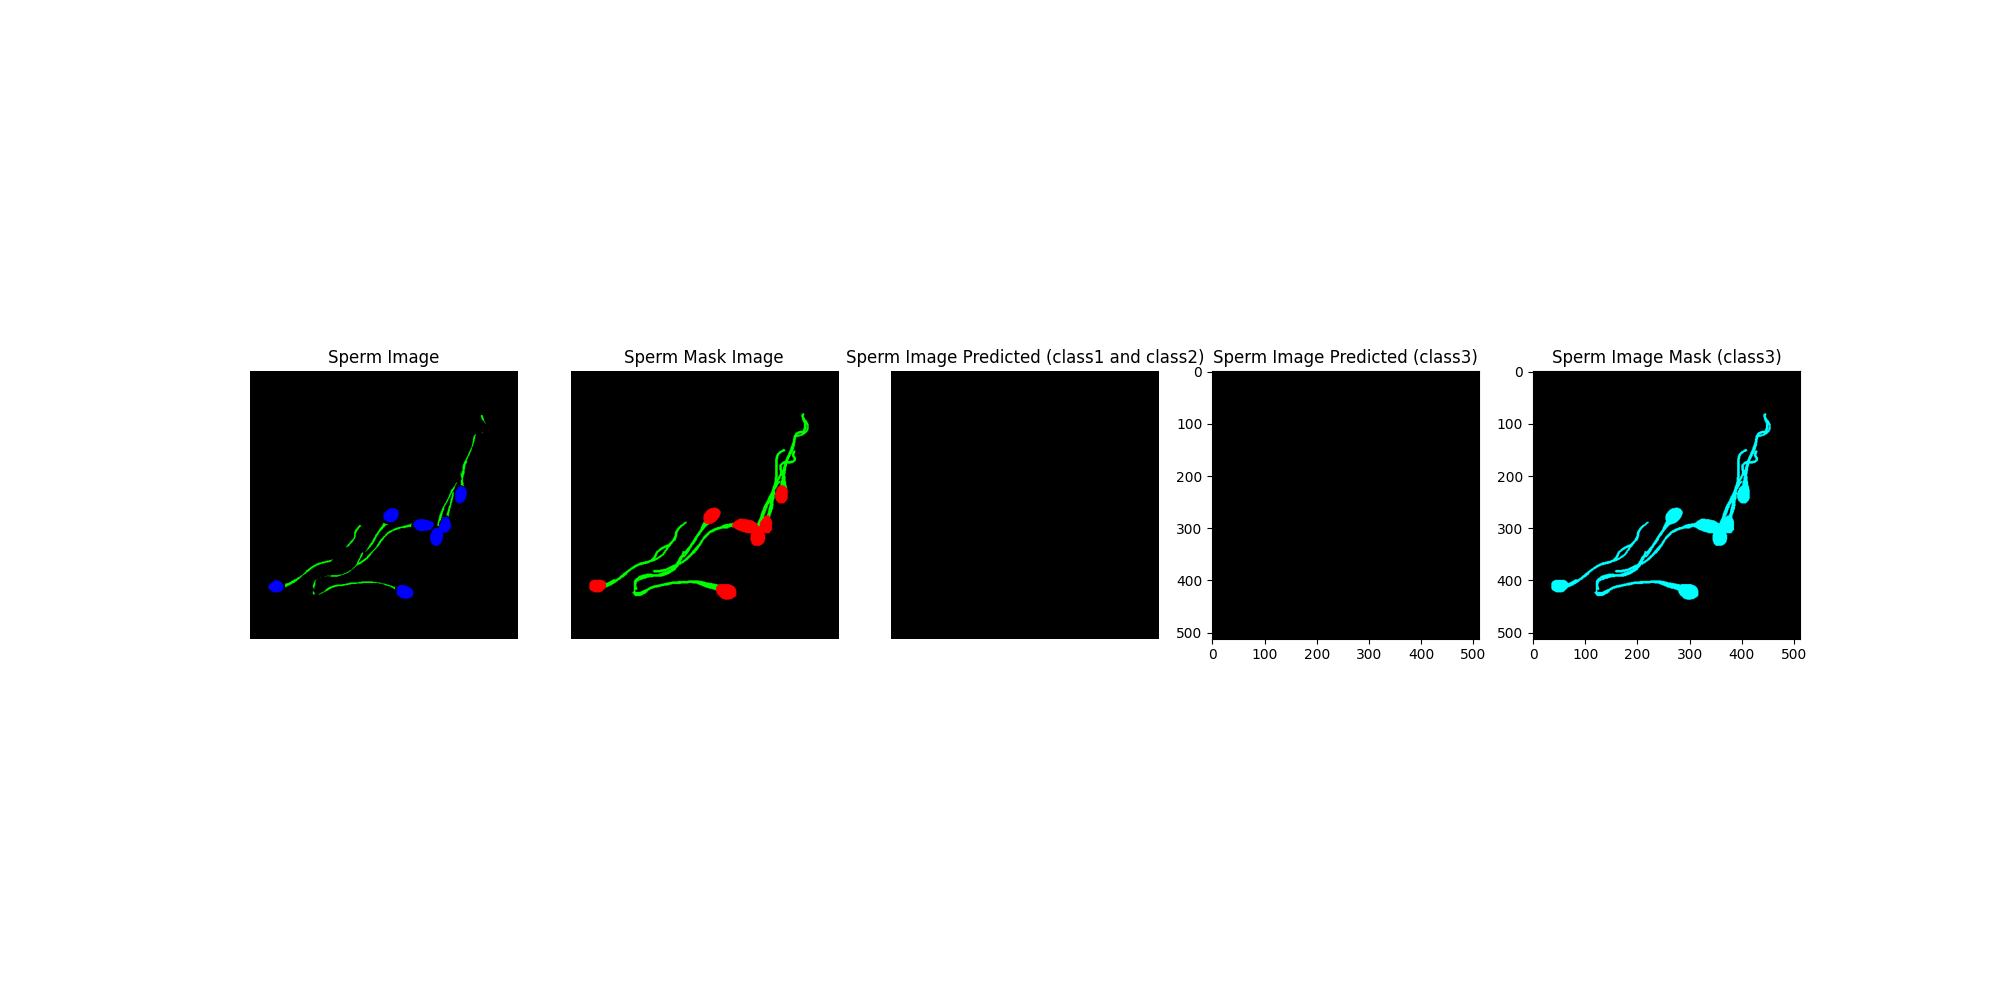 Sperm Image
Sperm Mask Image
Sperm Image Predicted (class1 and class2)
Sperm Image Predicted (class3)
Sperm Image Mask (class3)
0
100
200
300
400
500
0 100 200 300 400 500
0
100
200
300
400
500
0 100 200 300 400 500